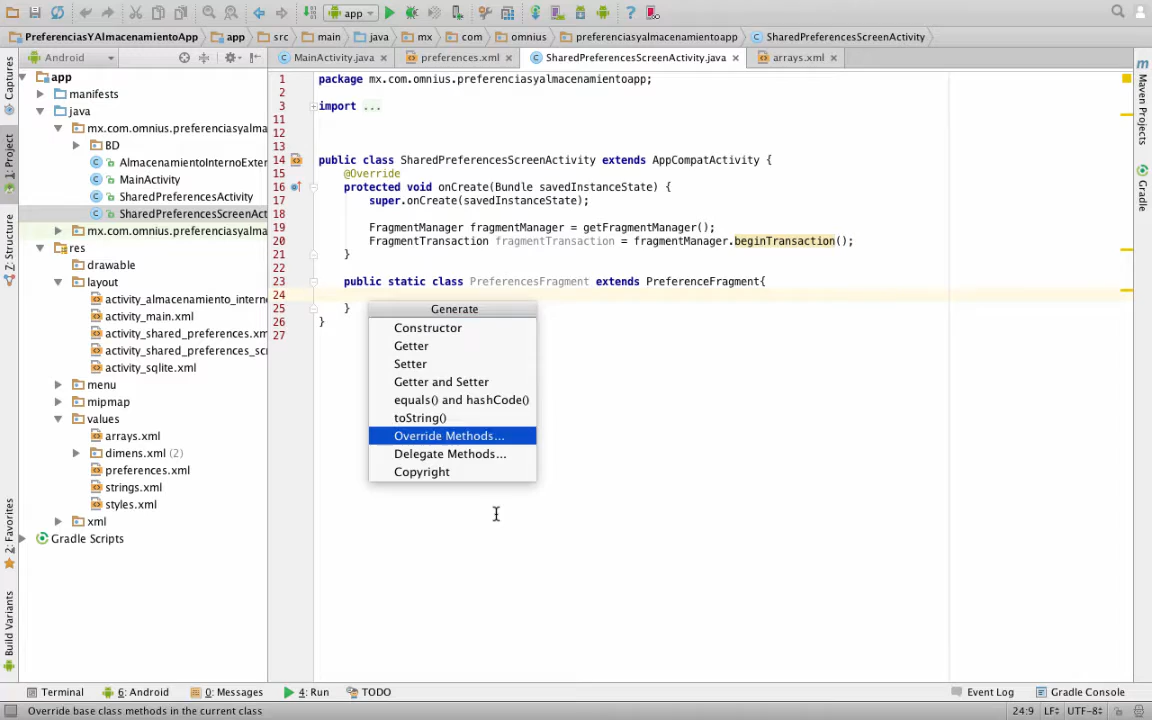 app
PreferenciasYAlmacenamientoApp
app
src
main
java
mx
com
omnius
preferenciasyalmacenamientoapp
SharedPreferencesScreenActivity
Android
MainActivity.java
preferences.xml
SharedPreferencesScreenActivity.java
arrays.xml
Captures
1: Project
Z: Structure
2: Favorites
Build Variants
app
manifests
java
mx.com.omnius.preferenciasyalma
BD
AlmacenamientoInternoExter
MainActivity
SharedPreferencesActivity
SharedPreferencesScreenAct
mx.com.omnius.preferenciasyalma
res
drawable
layout
activity_almacenamiento_interno
activity_main.xml
activity_shared_preferences.xm
activity_shared_preferences_sc
activity_sqlite.xml
menu
mipmap
values
arrays.xml
dimens.xml (2)
preferences.xml
strings.xml
styles.xml
xml
Gradle Scripts
1 package mx.com.omnius.preferenciasyalmacenamientoapp;
2
3 import ...
11
12
13
14 public class SharedPreferencesScreenActivity extends AppCompatActivity {
15 @Override
16 protected void onCreate(Bundle savedInstanceState) {
17 super.onCreate(savedInstanceState);
18
19 FragmentManager fragmentManager = getFragmentManager();
20 FragmentTransaction fragmentTransaction = fragmentManager.beginTransaction();
21 }
22
23 public static class PreferencesFragment extends PreferenceFragment{
24
25 }
26 }
27
Generate
Constructor
Getter
Setter
Getter and Setter
equals() and hashCode()
toString()
Override Methods...
Delegate Methods...
Copyright
Maven Projects
Gradle
Terminal
6: Android
0: Messages
4: Run
TODO
Event Log
Gradle Console
Override base class methods in the current class
24:9
LF
UTF-8